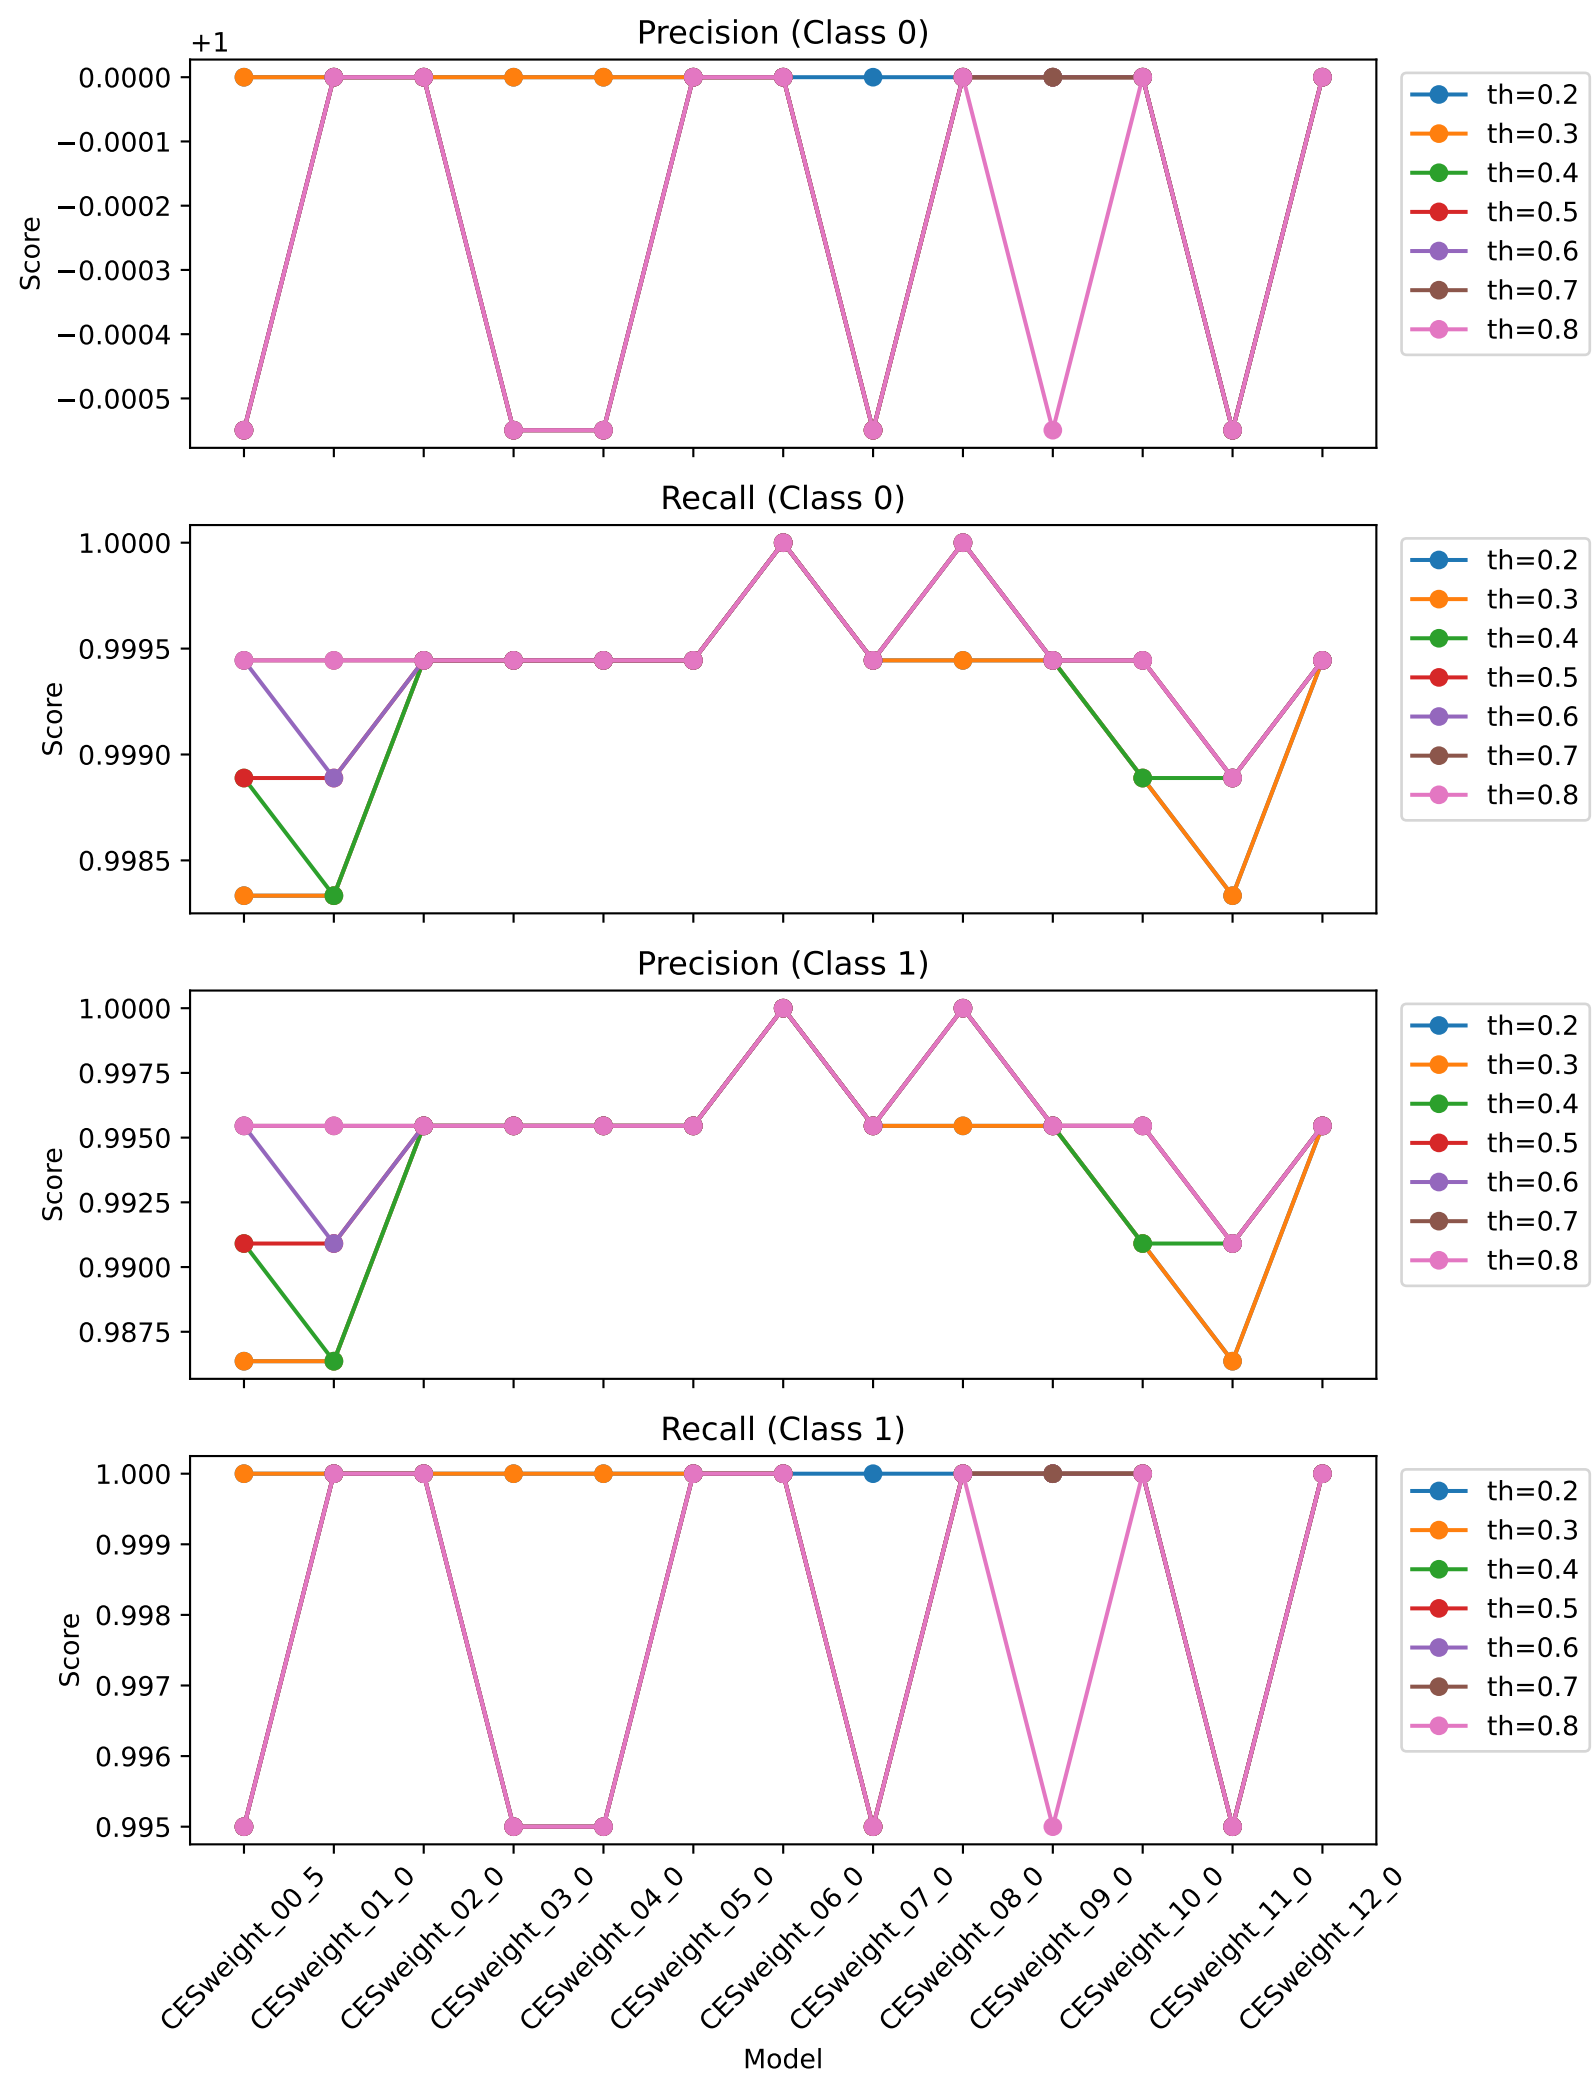 Precision (Class 0)
+1
0.0000
−0.0001
−0.0002
−0.0003
−0.0004
−0.0005
Score
th=0.2
th=0.3
th=0.4
th=0.5
th=0.6
th=0.7
th=0.8
Recall (Class 0)
1.0000
0.9995
0.9990
0.9985
Score
th=0.2
th=0.3
th=0.4
th=0.5
th=0.6
th=0.7
th=0.8
Precision (Class 1)
1.0000
0.9975
0.9950
0.9925
0.9900
0.9875
Score
th=0.2
th=0.3
th=0.4
th=0.5
th=0.6
th=0.7
th=0.8
Recall (Class 1)
1.000
0.999
0.998
0.997
0.996
0.995
Score
th=0.2
th=0.3
th=0.4
th=0.5
th=0.6
th=0.7
th=0.8
CESweight_00_5
CESweight_01_0
CESweight_02_0
CESweight_03_0
CESweight_04_0
CESweight_05_0
CESweight_06_0
CESweight_07_0
CESweight_08_0
CESweight_09_0
CESweight_10_0
CESweight_11_0
CESweight_12_0
Model